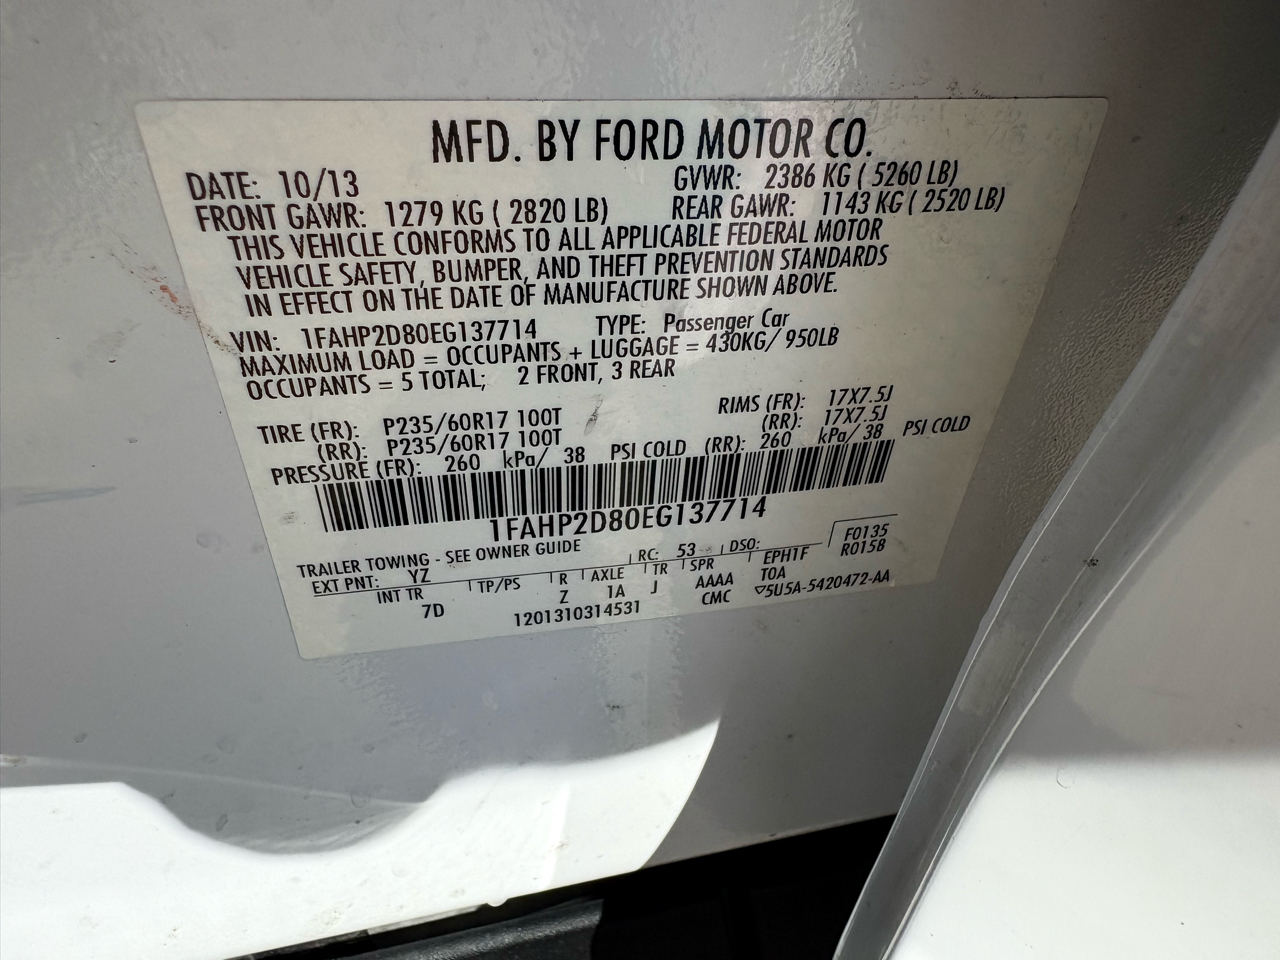 MFD. BY FORD MOTOR CO.
DATE: 10/13 GVWR: 2386 KG ( 5260 LB)
FRONT GAWR: 1279 KG ( 2820 LB) REAR GAWR: 1143 KG ( 2520 LB)
THIS VEHICLE CONFORMS TO ALL APPLICABLE FEDERAL MOTOR
VEHICLE SAFETY, BUMPER, AND THEFT PREVENTION STANDARDS
IN EFFECT ON THE DATE OF MANUFACTURE SHOWN ABOVE.
VIN: 1FAHP2D80EG137714 TYPE: Passenger Car
MAXIMUM LOAD = OCCUPANTS + LUGGAGE = 430KG/ 950LB
OCCUPANTS = 5 TOTAL; 2 FRONT, 3 REAR
TIRE (FR): P235/60R17 100T RIMS (FR): 17X7.5J
(RR): P235/60R17 100T (RR): 17X7.5J
PRESSURE (FR): 260 kPa/ 38 PSI COLD (RR): 260 kPa/ 38 PSI COLD
1FAHP2D80EG137714
TRAILER TOWING - SEE OWNER GUIDE F0135
EXT PNT: YZ RC: 53 DSO: R015B
INT TR TP/PS R AXLE TR SPR EPH1F
7D Z 1A J AAAA T0A
1201310314531 CMC ▽5U5A-5420472-AA